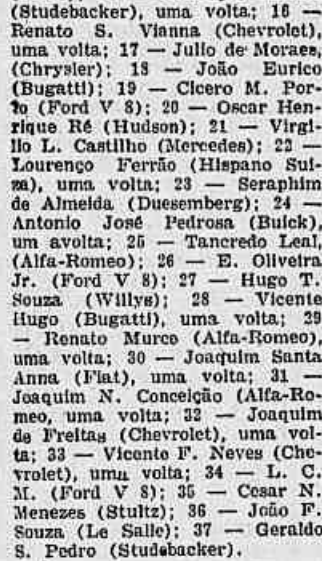 (Studebacker), uma volta; 16 —
Renato S. Vianna (Chevrolet),
uma volta; 17 — Julio de Moraes,
(Chrysler); 18 — João Eurico
(Bugatti); 19 — Cicero M. Por-
to (Ford V 8); 20 — Oscar Hen-
rique Ré (Hudson); 21 — Virgi-
lio L. Castilho (Mercedes); 22 —
Lourenço Ferrão (Hispano Sui-
za), uma volta; 23 — Seraphim
de Almeida (Duesemberg); 24 —
Antonio José Pedrosa (Buick),
um avolta; 25 — Tancredo Leal,
(Alfa-Romeo); 26 — E. Oliveira
Jr. (Ford V 8); 27 — Hugo T.
Souza (Willys); 28 — Vicente
Hugo (Bugatti), uma volta; 29
— Renato Murce (Alfa-Romeo),
uma volta; 30 — Joaquim Santa
Anna (Fiat), uma volta; 31 —
Joaquim N. Conceição (Alfa-Ro-
meo, uma volta; 32 — Joaquim
de Freitas (Chevrolet), uma vol-
ta; 33 — Vicente F. Neves (Che-
vrolet), uma volta; 34 — L. C.
M. (Ford V 8); 35 — Cesar N.
Menezes (Stultz); 36 — João F.
Souza (Le Salle); 37 — Geraldo
S. Pedro (Studebacker).